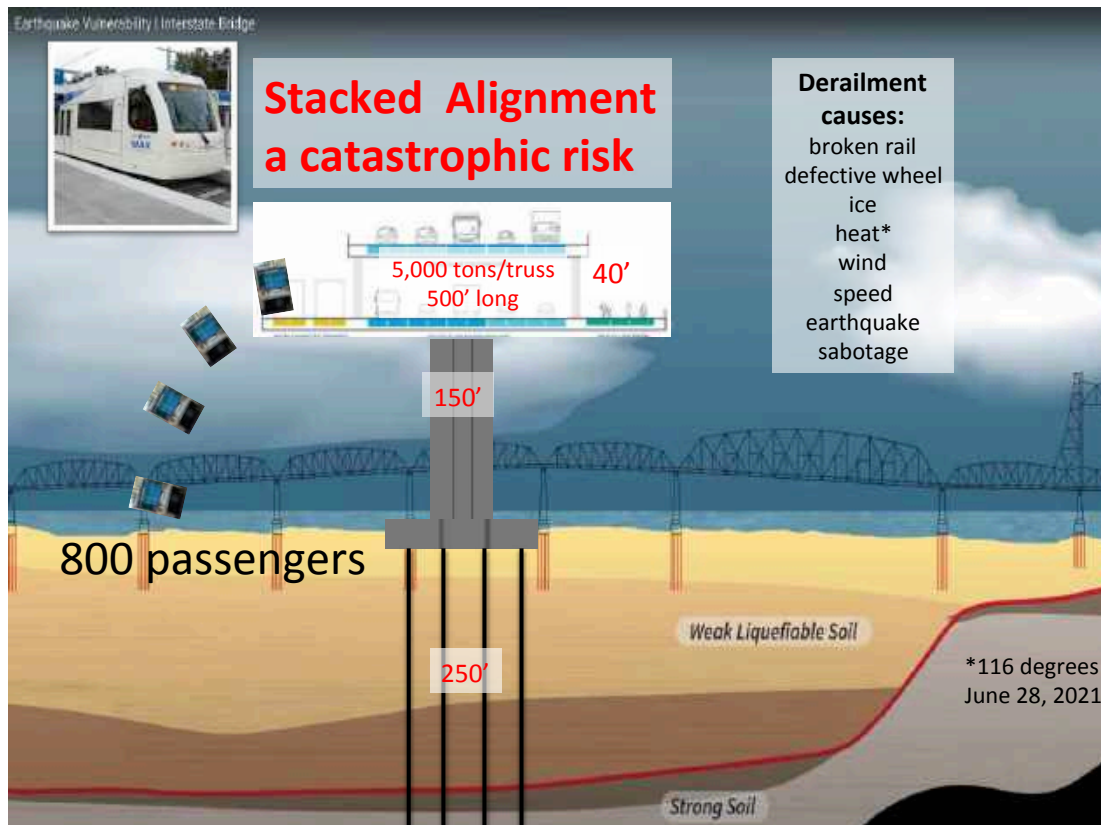 Earthquake Vulnerability | Interstate Bridge
MAX
Stacked Alignment
a catastrophic risk
Derailment
causes:
broken rail
defective wheel
ice
heat*
wind
speed
earthquake
sabotage
5,000 tons/truss
500’ long
40’
150’
800 passengers
Weak Liquefiable Soil
250’
*116 degrees
June 28, 2021
Strong Soil